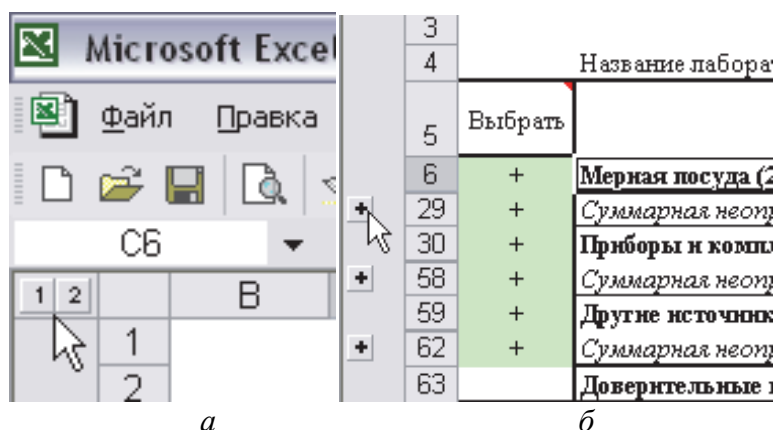 Microsoft Excel
Файл Правка
C6
1 2 B
1
2
а
3
4 Название лабора
5 Выбрать
6 + Мерная посуда (2
29 + Суммарная неопр
30 + Приборы и компл
58 + Суммарная неопр
59 + Другие источник
62 + Суммарная неопр
63 Доверительные
б